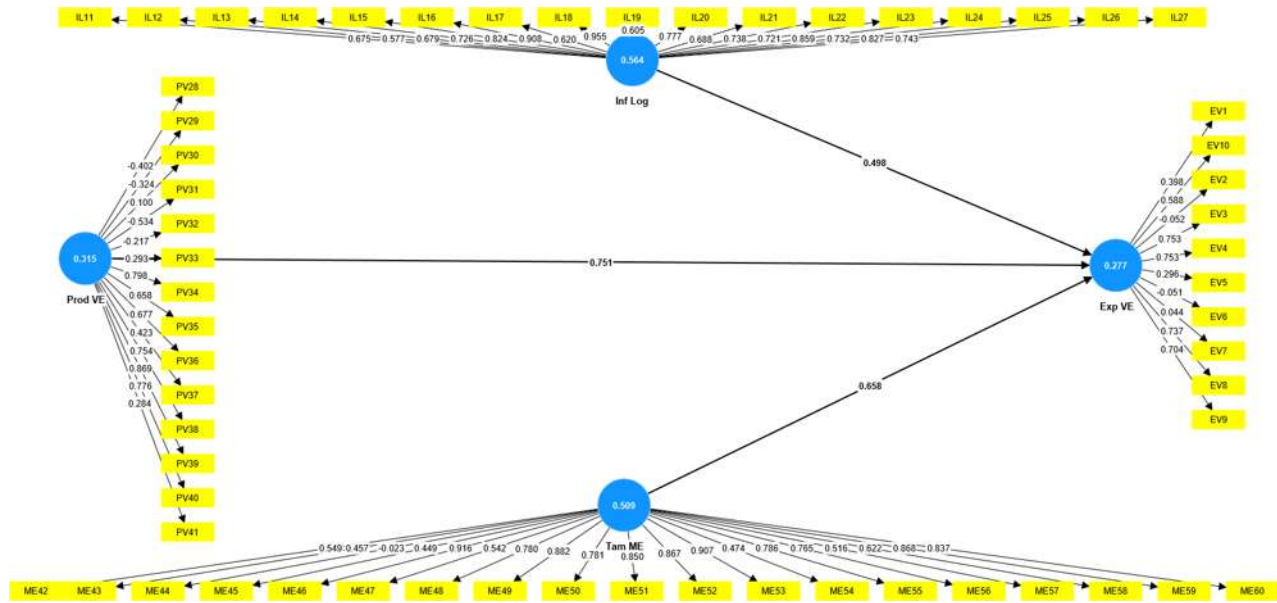 IL11 IL12 IL13 IL14 IL15 IL16 IL17 IL18 IL19 IL20 IL21 IL22 IL23 IL24 IL25 IL26 IL27
0.675 0.577 0.679 0.726 0.824 0.908 0.620 0.955 0.605 0.777 0.688 0.738 0.721 0.859 0.732 0.827 0.743
0.564
Inf Log
PV28
PV29
PV30
PV31
PV32
PV33
PV34
PV35
PV36
PV37
PV38
PV39
PV40
PV41
-0.402
-0.324
0.100
-0.534
-0.217
0.293
0.798
0.658
0.677
0.423
0.754
0.869
0.776
0.284
0.315
Prod VE
0.498
0.751
0.658
EV1
EV10
EV2
EV3
EV4
EV5
EV6
EV7
EV8
EV9
0.398
0.588
-0.052
0.753
0.753
0.296
-0.051
0.044
0.737
0.704
0.277
Exp VE
0.509
Tam ME
0.549 0.457 -0.023 0.449 0.916 0.542 0.780 0.882 0.781 0.850 0.867 0.907 0.474 0.786 0.765 0.516 0.622 0.868 0.837
ME42 ME43 ME44 ME45 ME46 ME47 ME48 ME49 ME50 ME51 ME52 ME53 ME54 ME55 ME56 ME57 ME58 ME59 ME60